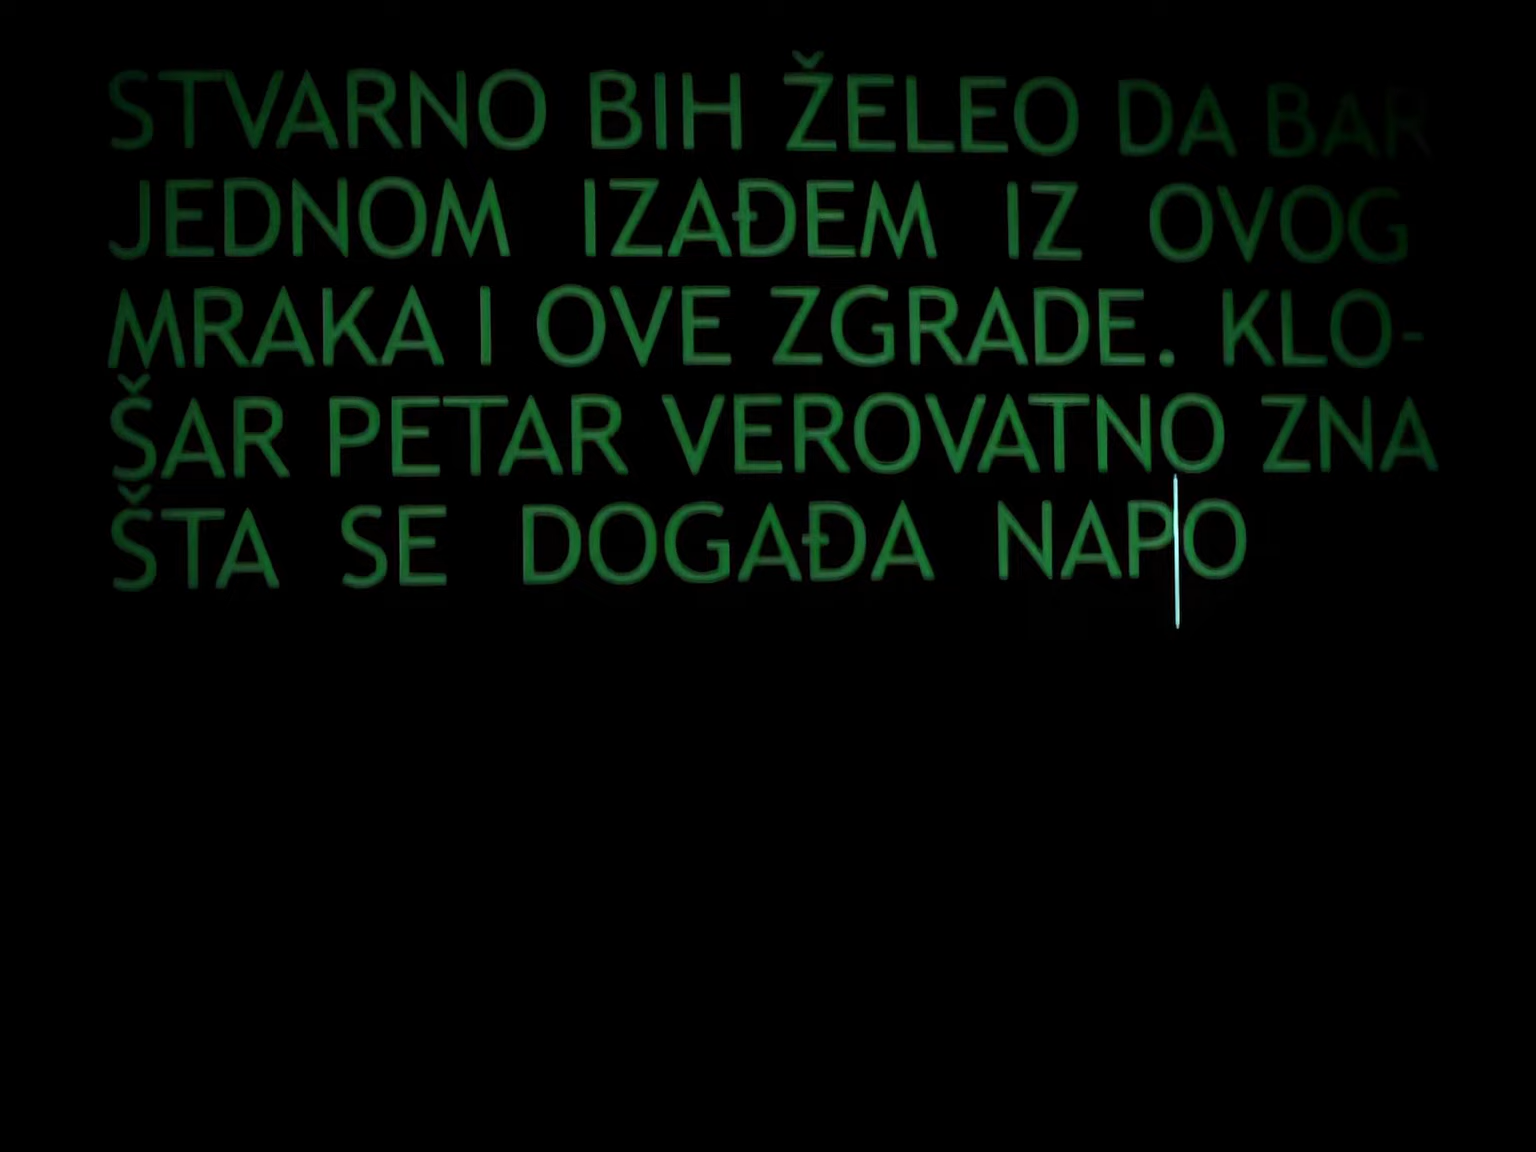 STVARNO BIH ŽELEO DA BAR
JEDNOM IZAĐEM IZ OVOG
MRAKA I OVE ZGRADE. KLO-
ŠAR PETAR VEROVATNO ZNA
ŠTA SE DOGAĐA NAPO